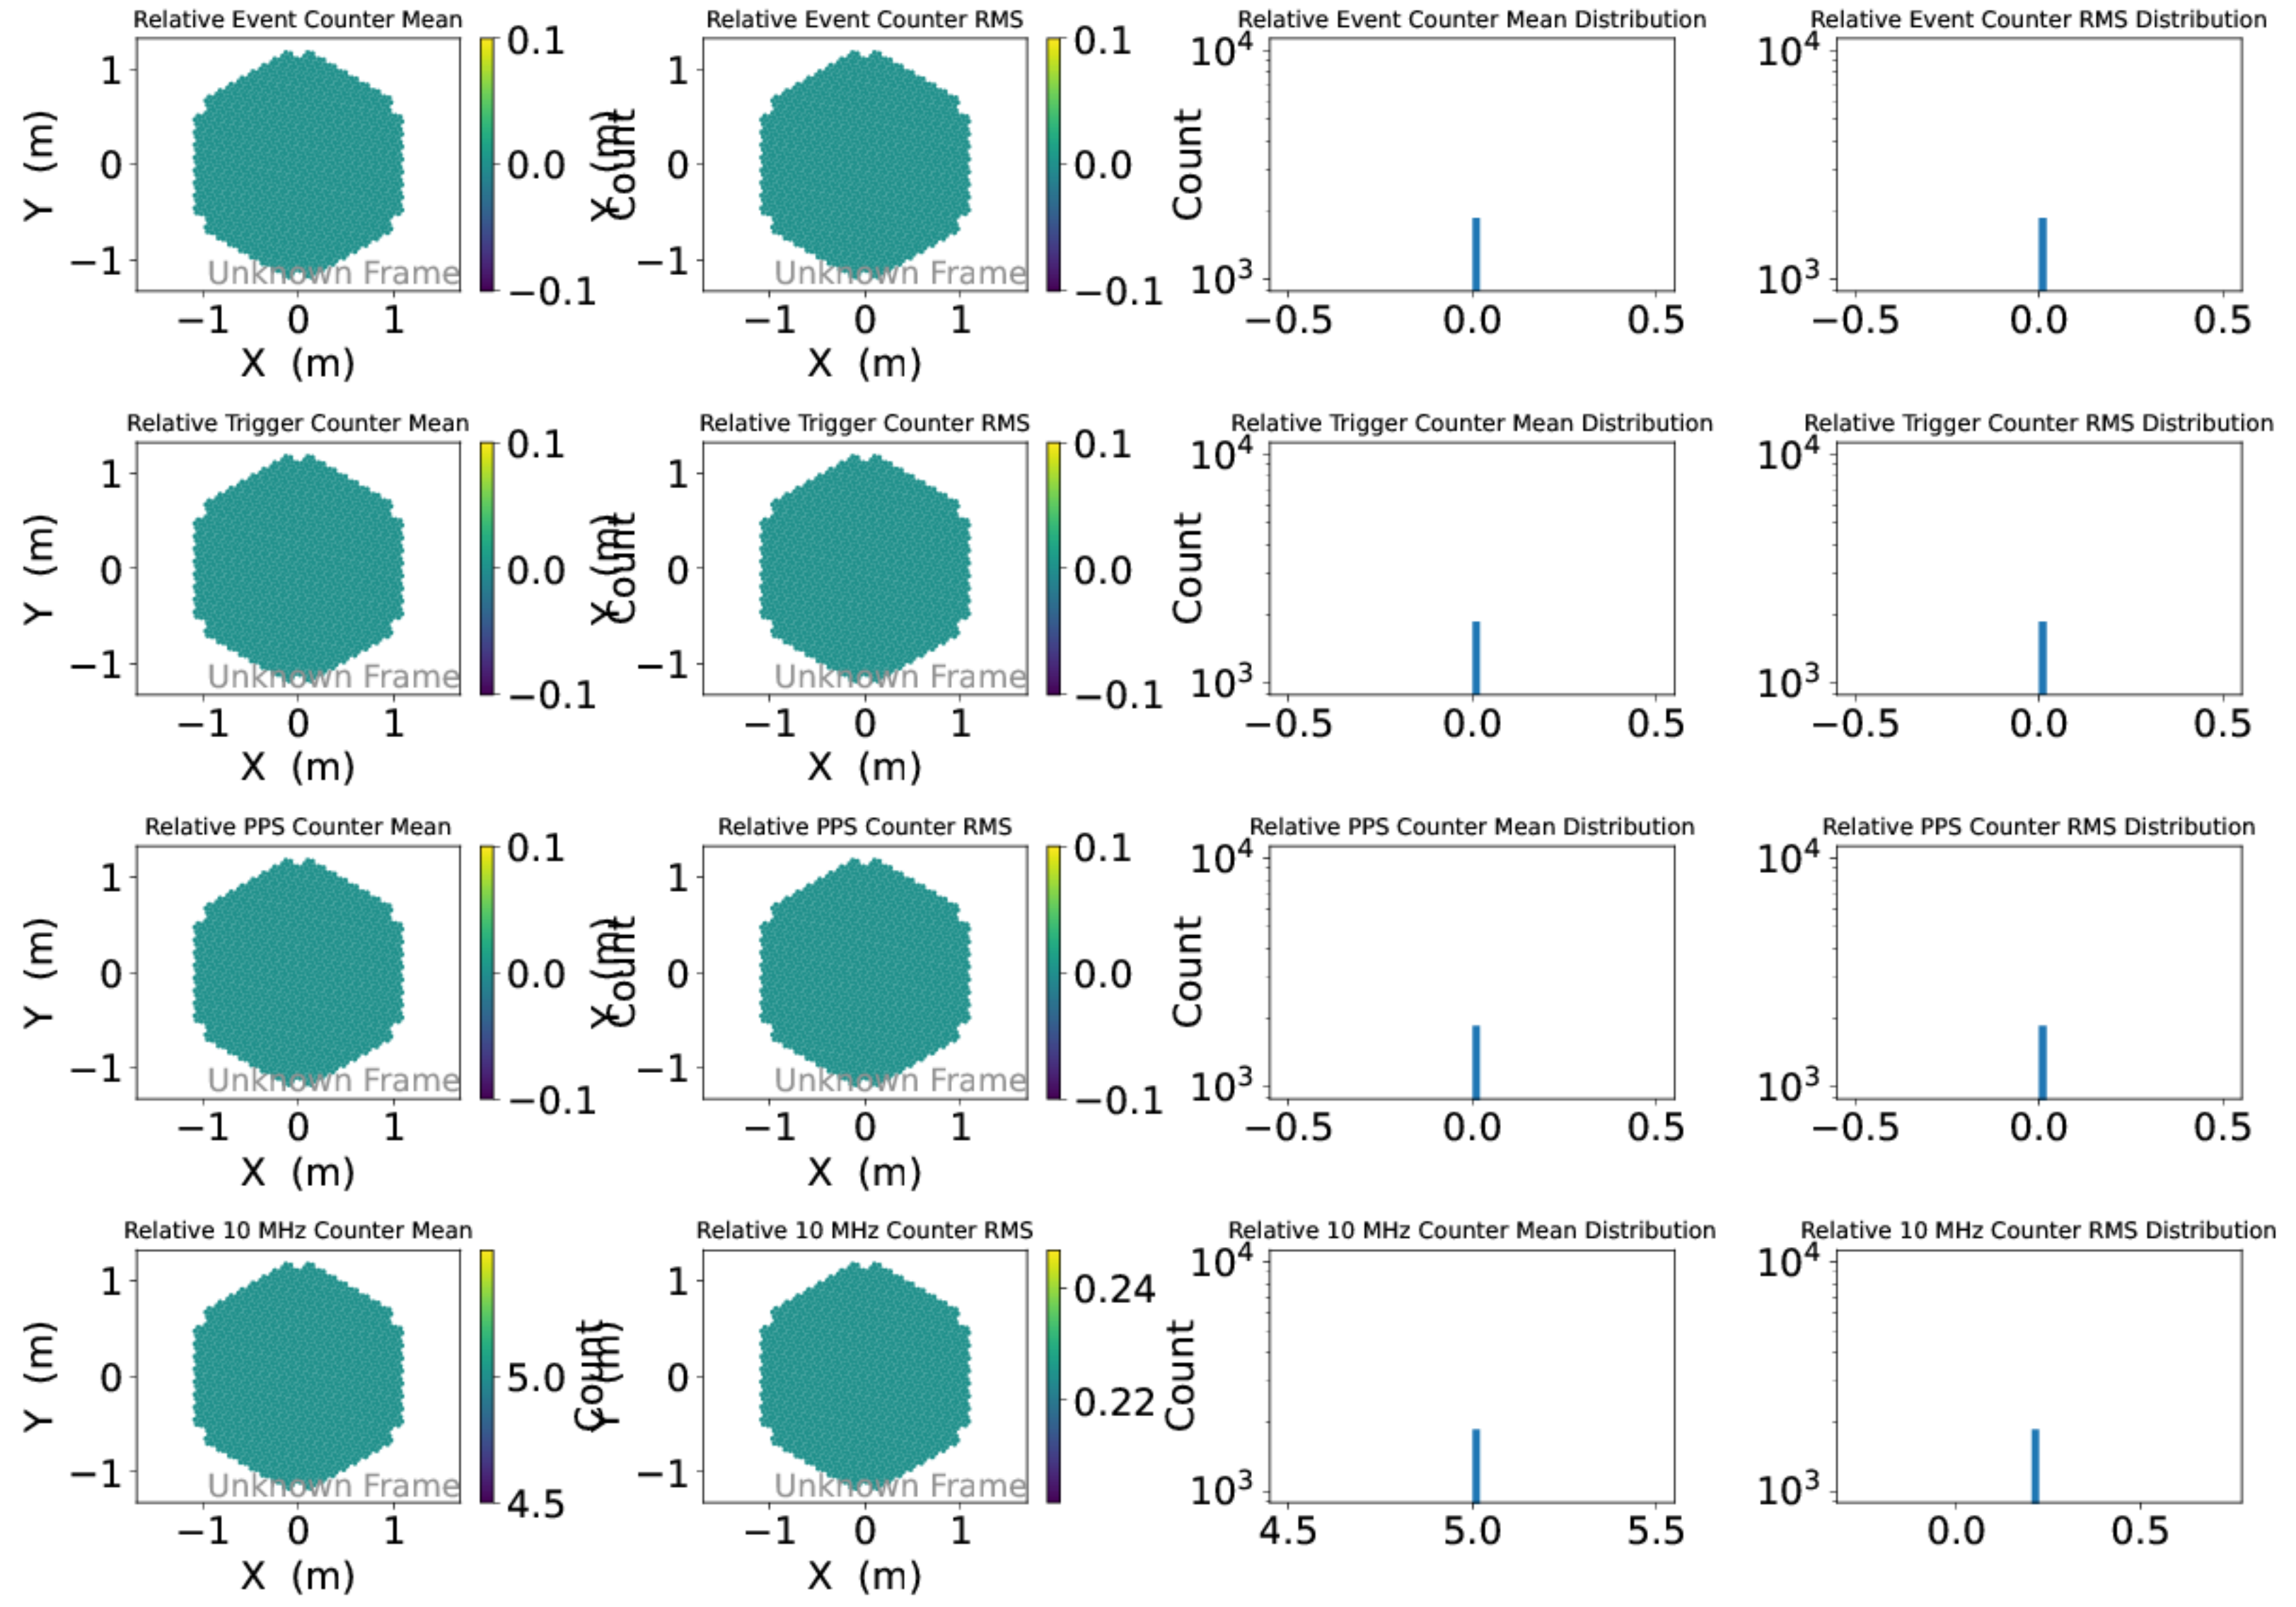 Relative Event Counter Mean
Relative Event Counter RMS
Relative Event Counter Mean Distribution
Relative Event Counter RMS Distribution
Y (m)
1
0
−1
Unknown Frame
−1 0 1
X (m)
0.1
0.0
−0.1
Count
Y (m)
1
0
−1
Unknown Frame
−1 0 1
X (m)
0.1
0.0
−0.1
Count
10⁴
10³
−0.5 0.0 0.5
10⁴
10³
−0.5 0.0 0.5
Relative Trigger Counter Mean
Relative Trigger Counter RMS
Relative Trigger Counter Mean Distribution
Relative Trigger Counter RMS Distribution
Y (m)
1
0
−1
Unknown Frame
−1 0 1
X (m)
0.1
0.0
−0.1
Count
Y (m)
1
0
−1
Unknown Frame
−1 0 1
X (m)
0.1
0.0
−0.1
Count
10⁴
10³
−0.5 0.0 0.5
10⁴
10³
−0.5 0.0 0.5
Relative PPS Counter Mean
Relative PPS Counter RMS
Relative PPS Counter Mean Distribution
Relative PPS Counter RMS Distribution
Y (m)
1
0
−1
Unknown Frame
−1 0 1
X (m)
0.1
0.0
−0.1
Count
Y (m)
1
0
−1
Unknown Frame
−1 0 1
X (m)
0.1
0.0
−0.1
Count
10⁴
10³
−0.5 0.0 0.5
10⁴
10³
−0.5 0.0 0.5
Relative 10 MHz Counter Mean
Relative 10 MHz Counter RMS
Relative 10 MHz Counter Mean Distribution
Relative 10 MHz Counter RMS Distribution
Y (m)
1
0
−1
Unknown Frame
−1 0 1
X (m)
5.0
4.5
Count
Y (m)
1
0
−1
Unknown Frame
−1 0 1
X (m)
0.24
0.22
Count
10⁴
10³
4.5 5.0 5.5
10⁴
10³
0.0 0.5